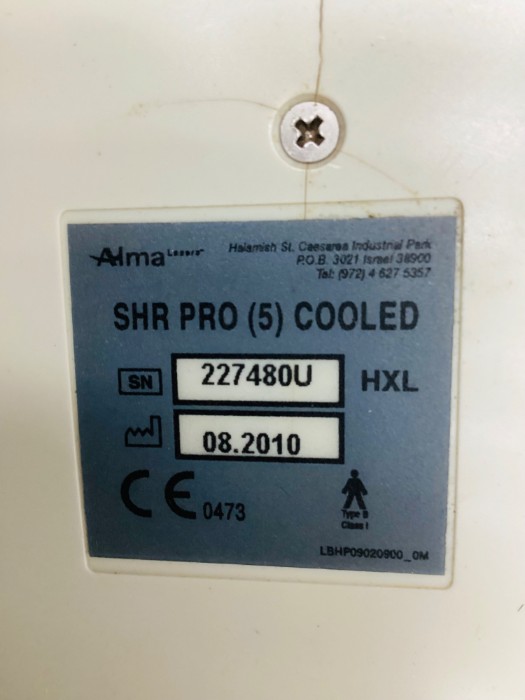 Alma Lasers™
Halamish St. Caesarea Industrial Park
P.O.B. 3021 Israel 38900
Tel: (972) 4 627 5357
SHR PRO (5) COOLED
SN 227480U HXL
08.2010
CE 0473
Type B
Class I
LBHP09020900_0M